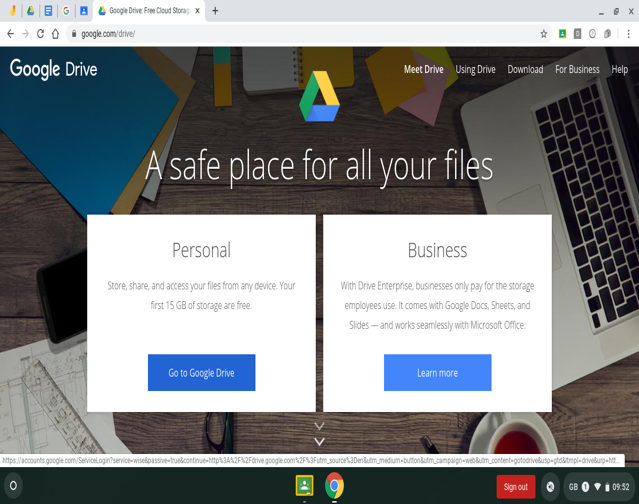 Google Drive: Free Cloud Storag
google.com/drive/
Google Drive
Meet Drive Using Drive Download For Business Help
A safe place for all your files
Personal
Store, share, and access your files from any device. Your
first 15 GB of storage are free.
Go to Google Drive
Business
With Drive Enterprise, businesses only pay for the storage
employees use. It comes with Google Docs, Sheets, and
Slides — and works seamlessly with Microsoft Office.
Learn more
https://accounts.google.com/ServiceLogin?service=wise&passive=true&continue=http%3A%2F%2Fdrive.google.com%2F%3Futm_source%3Den&utm_medium=button&utm_campaign=web&utm_content=gotodrive&usp=gtd&ltmpl=drive&urp=htt...
Sign out
GB 1 09:52